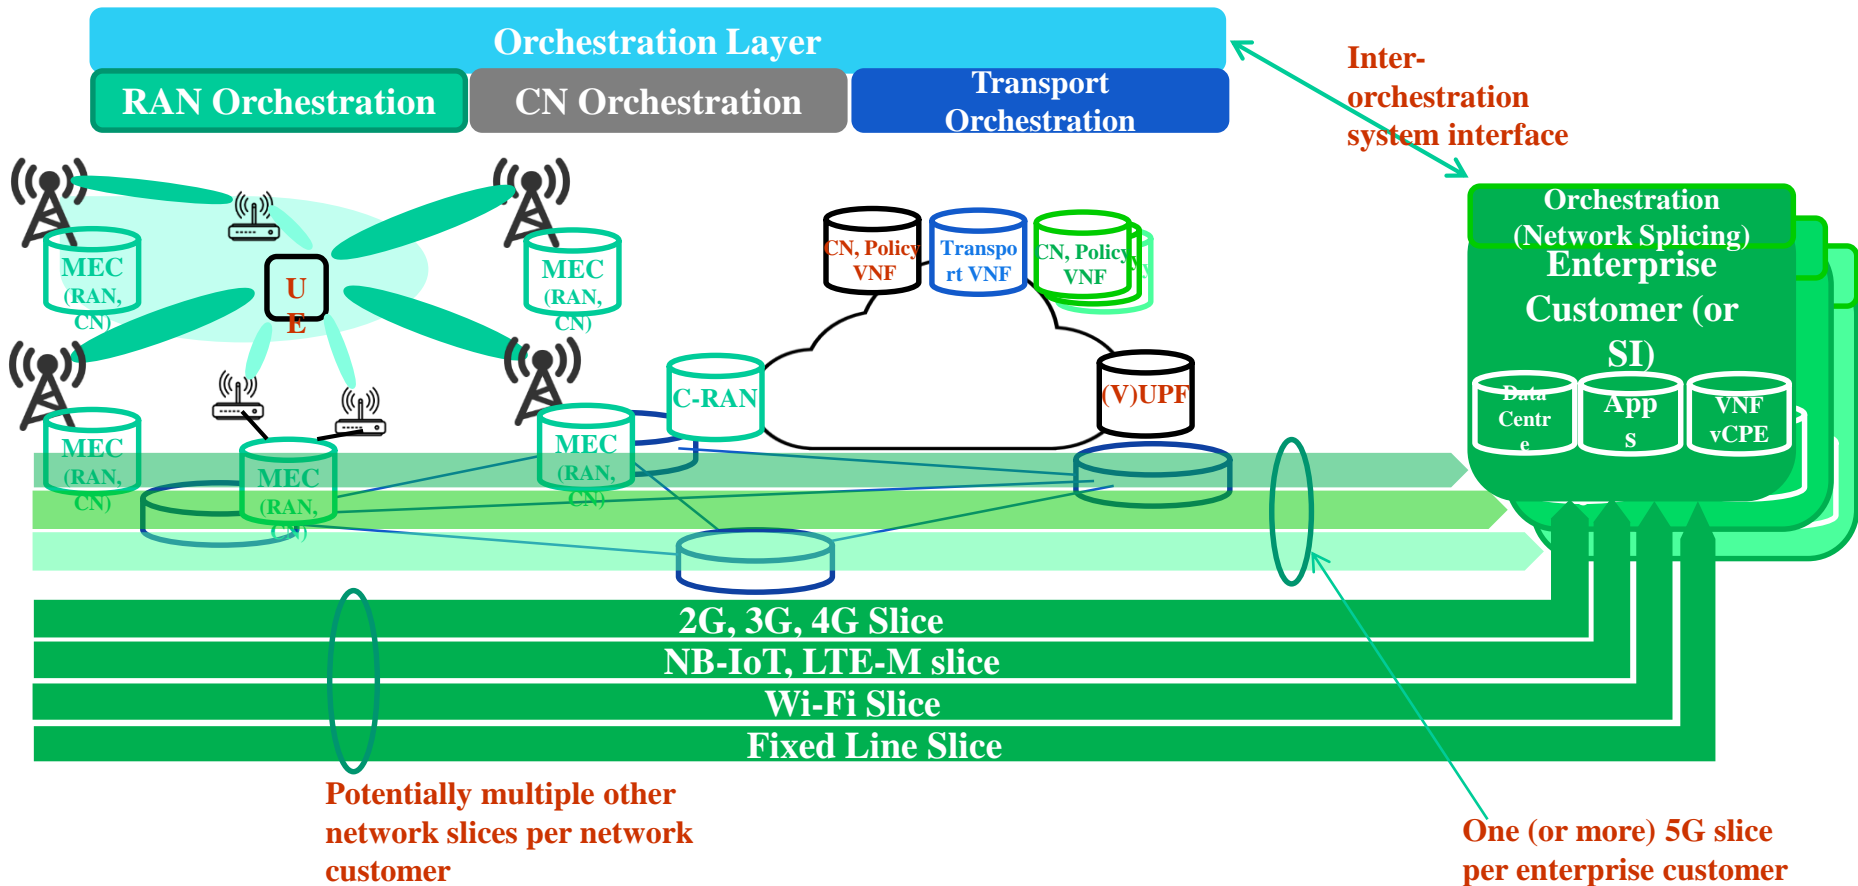 Orchestration Layer
RAN Orchestration
CN Orchestration
Transport
Orchestration
Inter-
orchestration
system interface
MEC
(RAN,
CN)
U
E
MEC
(RAN,
CN)
CN, Policy
VNF
Transpo
rt VNF
CN, Policy
VNF
y
Orchestration
(Network Splicing)
Enterprise
Customer (or
SI)
Data
Centr
e
App
s
VNF
vCPE
C-RAN
(V)UPF
MEC
(RAN,
CN)
MEC
(RAN,
CN)
MEC
(RAN,
CN)
2G, 3G, 4G Slice
NB-IoT, LTE-M slice
Wi-Fi Slice
Fixed Line Slice
Potentially multiple other
network slices per network
customer
One (or more) 5G slice
per enterprise customer